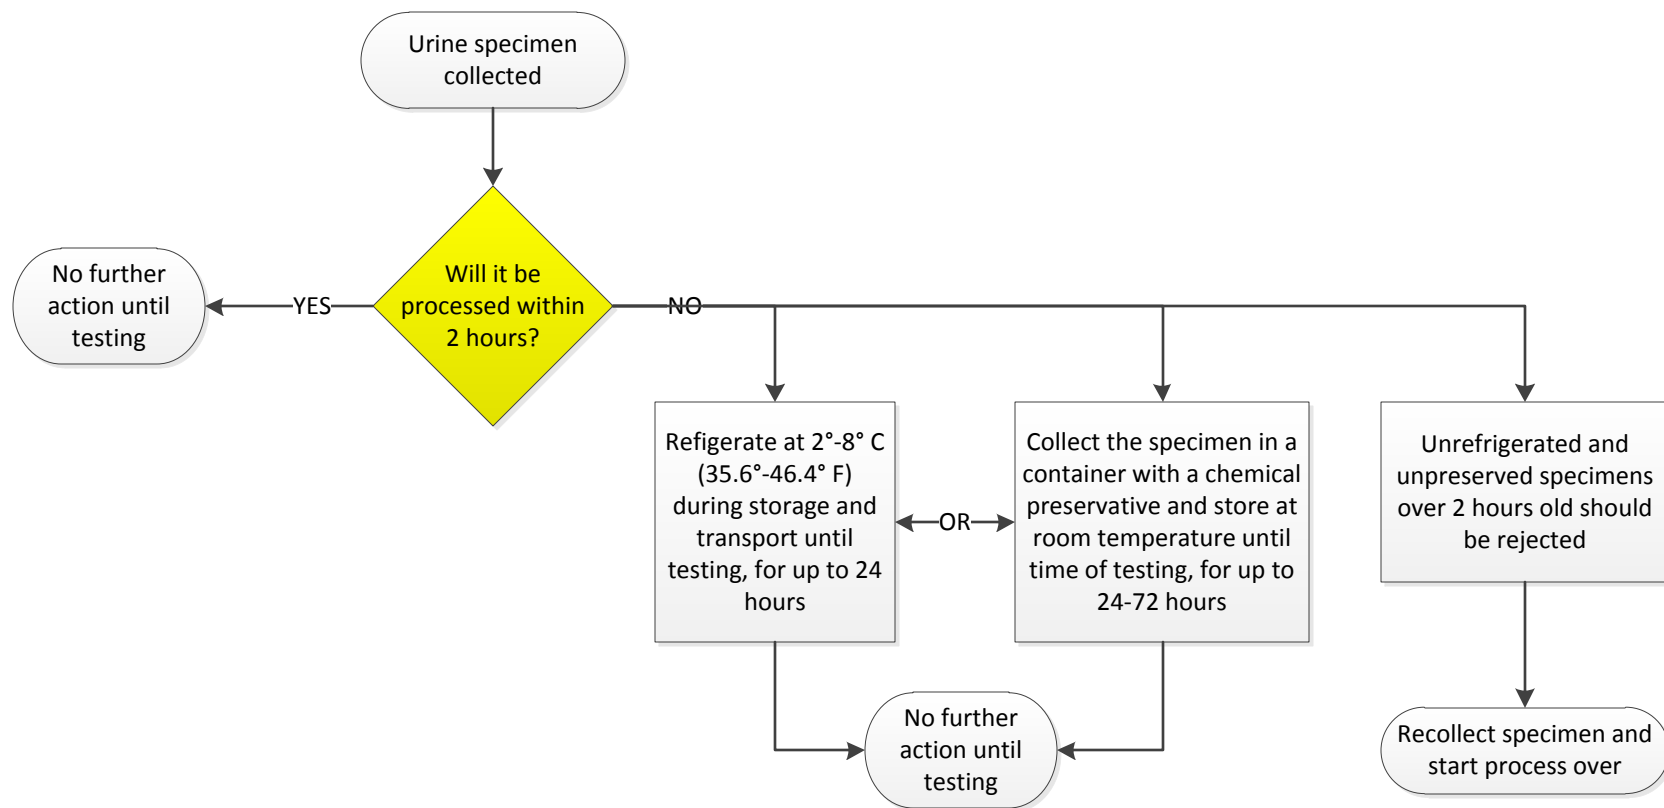 Urine specimen
collected
Will it be
processed within
2 hours?
YES
No further
action until
testing
NO
Refigerate at 2°-8° C
(35.6°-46.4° F)
during storage and
transport until
testing, for up to 24
hours
OR
Collect the specimen in a
container with a chemical
preservative and store at
room temperature until
time of testing, for up to
24-72 hours
Unrefrigerated and
unpreserved specimens
over 2 hours old should
be rejected
No further
action until
testing
Recollect specimen and
start process over